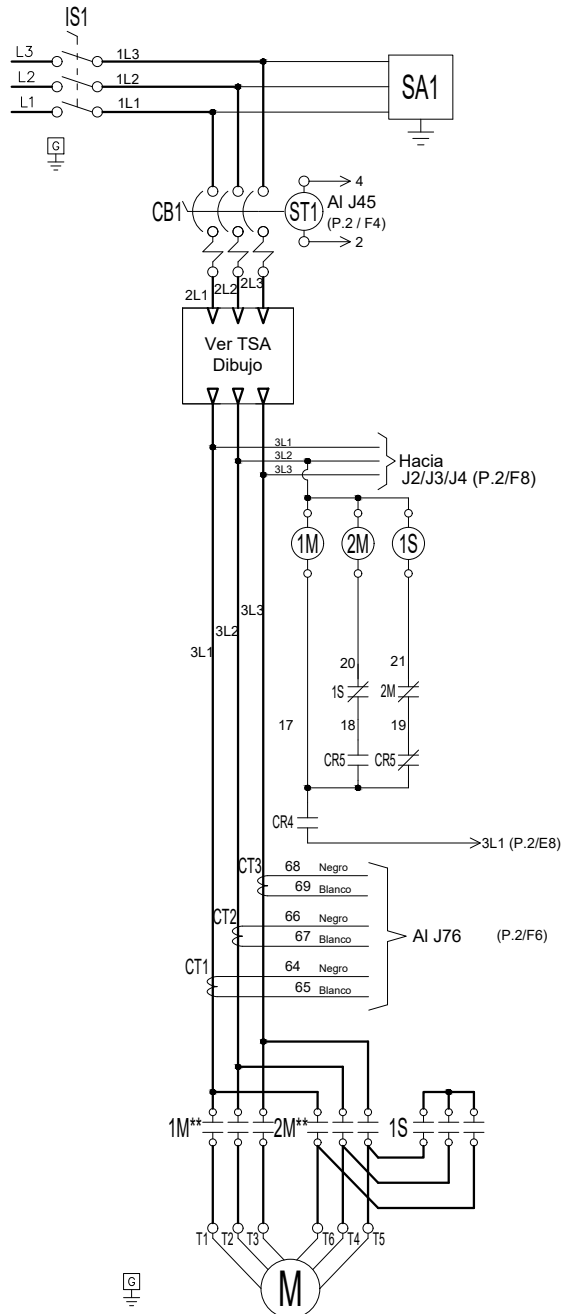 IS1
L3 1L3
L2 1L2
L1 1L1
SA1
G
CB1 ST1
4
Al J45
(P.2 / F4)
2
2L1 2L2 2L3
Ver TSA
Dibujo
3L1
3L2
3L3
Hacia
J2/J3/J4 (P.2/F8)
1M 2M 1S
3L1 3L2 3L3
20 21
1S 2M
17 18 19
CR5 CR5
CR4
3L1 (P.2/E8)
CT3 68 Negro
69 Blanco
CT2 66 Negro
67 Blanco
Al J76 (P.2/F6)
CT1 64 Negro
65 Blanco
1M** 2M** 1S
T1 T2 T3 T6 T4 T5
G
M